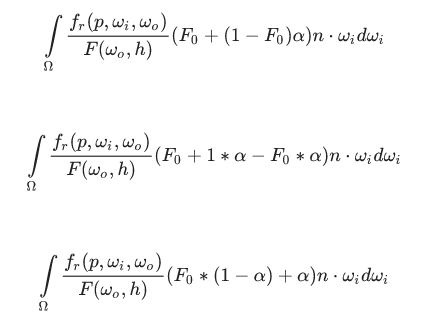 ∫_Ω f_r(p, ω_i, ω_o) / F(ω_o, h) (F_0 + (1 − F_0)α)n · ω_i dω_i
∫_Ω f_r(p, ω_i, ω_o) / F(ω_o, h) (F_0 + 1 * α − F_0 * α)n · ω_i dω_i
∫_Ω f_r(p, ω_i, ω_o) / F(ω_o, h) (F_0 * (1 − α) + α)n · ω_i dω_i